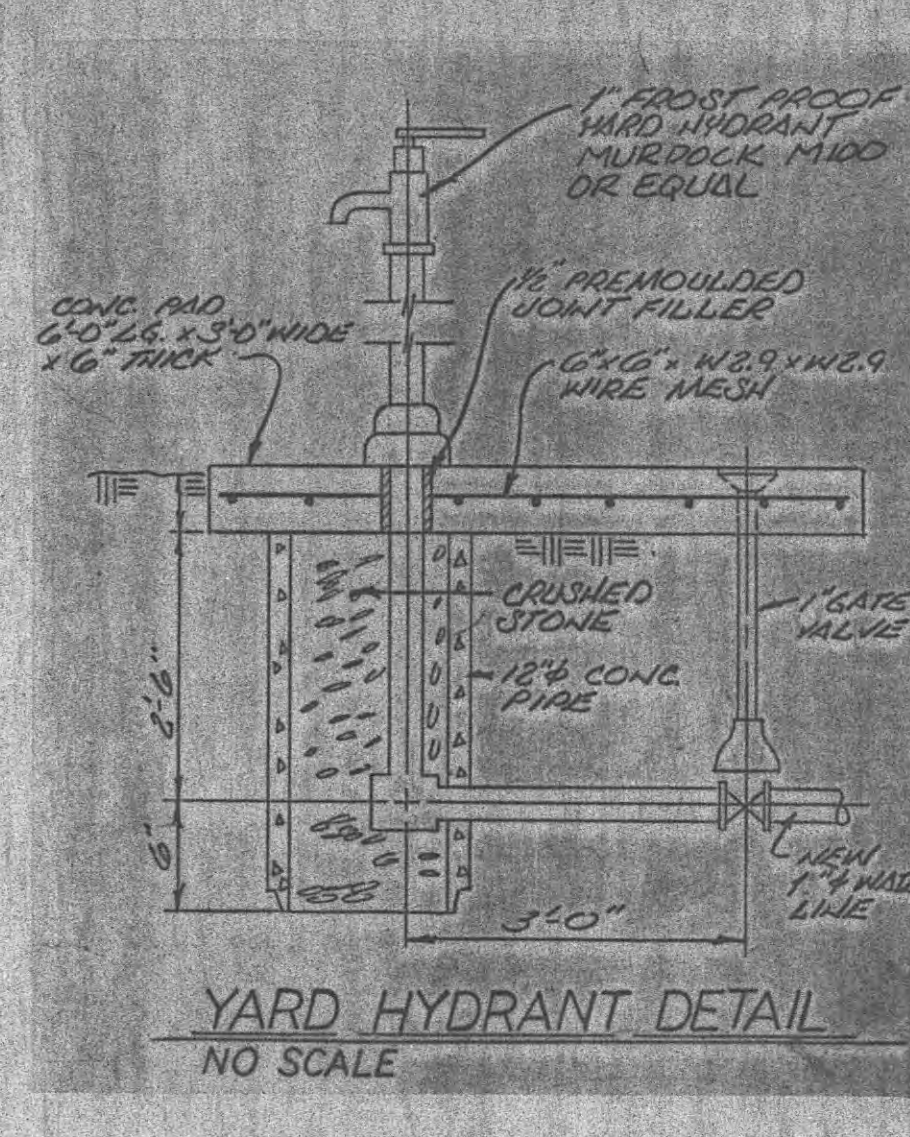 1" FROST PROOF
YARD HYDRANT
MURDOCK M100
OR EQUAL
1/2" PREMOULDED
JOINT FILLER
CONC. PAD
6'-0" LG. x 3'-0" WIDE
x 6" THICK
6"x6" x W2.9 x W2.9
WIRE MESH
CRUSHED
STONE
1" GATE
VALVE
12"⌀ CONC.
PIPE
2'-6"
6"
NEW
1"⌀
LINE
3'-0"
YARD HYDRANT DETAIL
NO SCALE